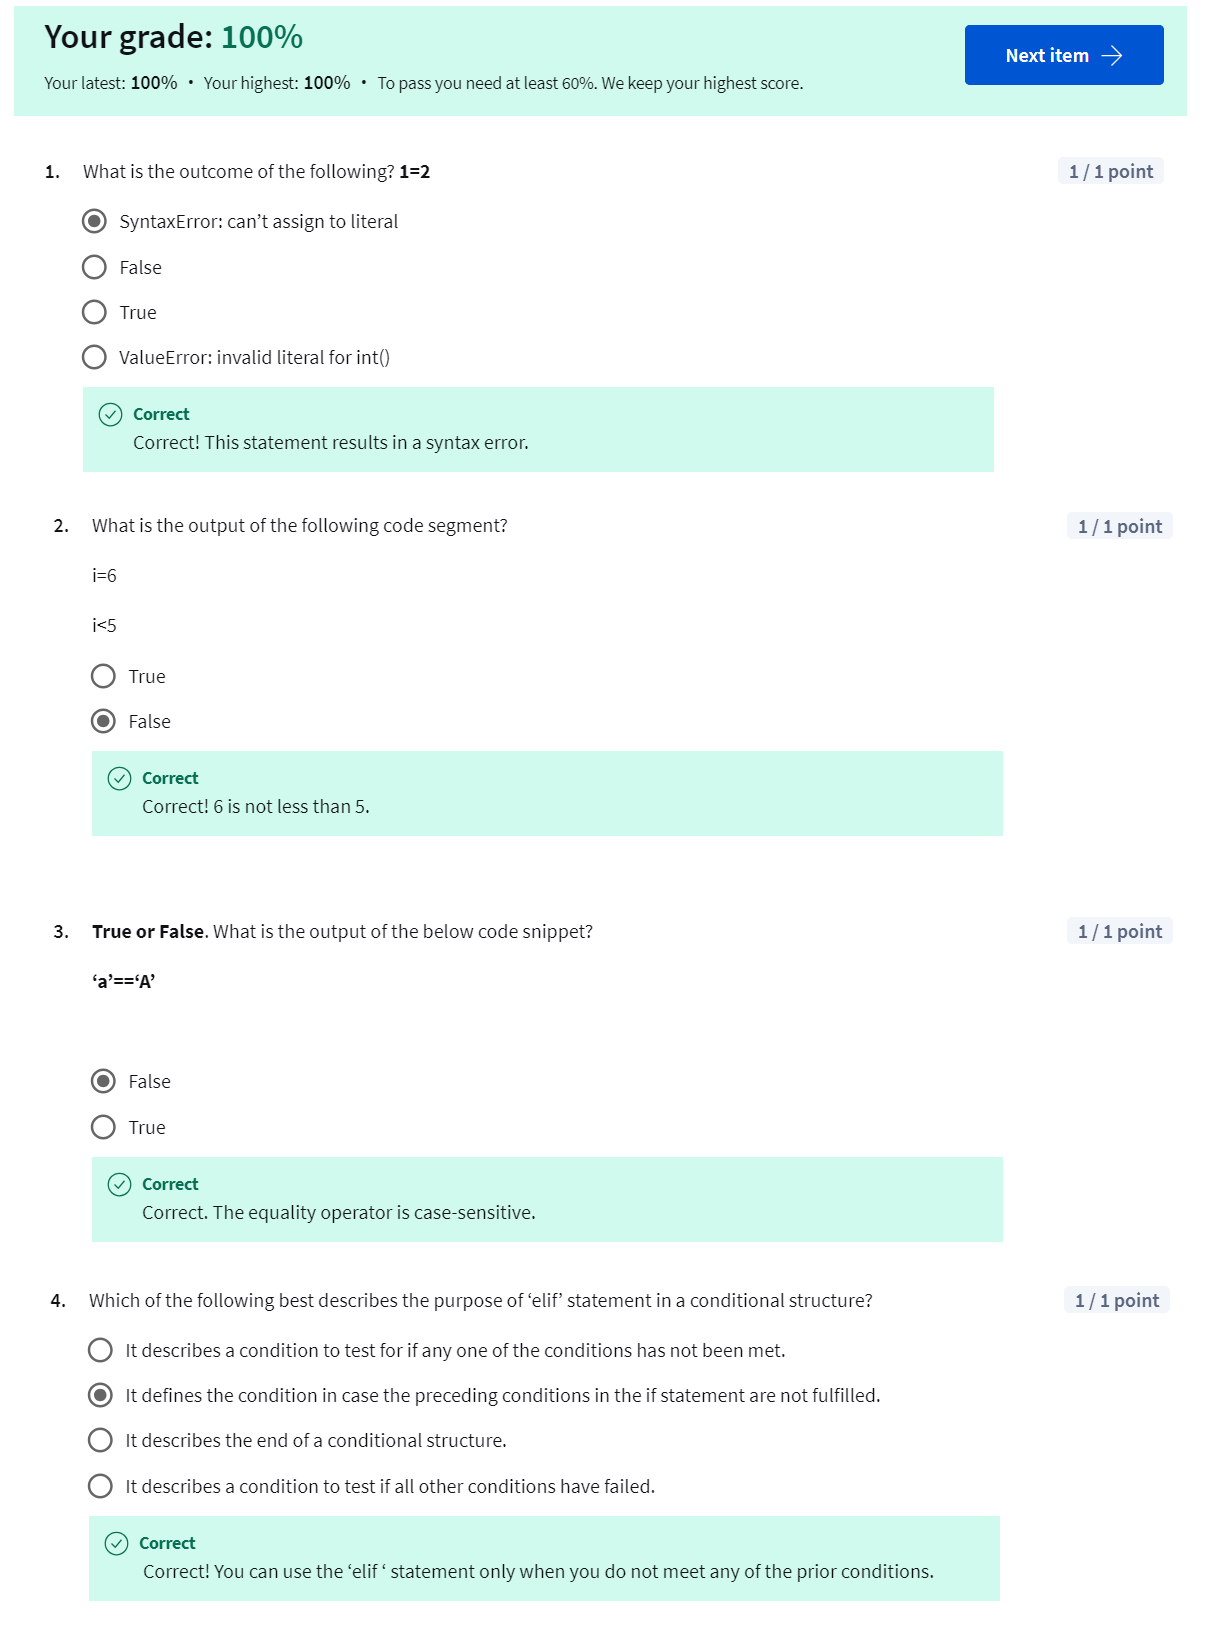 Your grade: 100%
Next item
Your latest: 100% • Your highest: 100% • To pass you need at least 60%. We keep your highest score.
1. What is the outcome of the following? 1=2
1 / 1 point
SyntaxError: can’t assign to literal
False
True
ValueError: invalid literal for int()
Correct
Correct! This statement results in a syntax error.
2. What is the output of the following code segment?
1 / 1 point
i=6
i<5
True
False
Correct
Correct! 6 is not less than 5.
3. True or False. What is the output of the below code snippet?
1 / 1 point
‘a’==‘A’
False
True
Correct
Correct. The equality operator is case-sensitive.
4. Which of the following best describes the purpose of ‘elif’ statement in a conditional structure?
1 / 1 point
It describes a condition to test for if any one of the conditions has not been met.
It defines the condition in case the preceding conditions in the if statement are not fulfilled.
It describes the end of a conditional structure.
It describes a condition to test if all other conditions have failed.
Correct
Correct! You can use the ‘elif ‘ statement only when you do not meet any of the prior conditions.